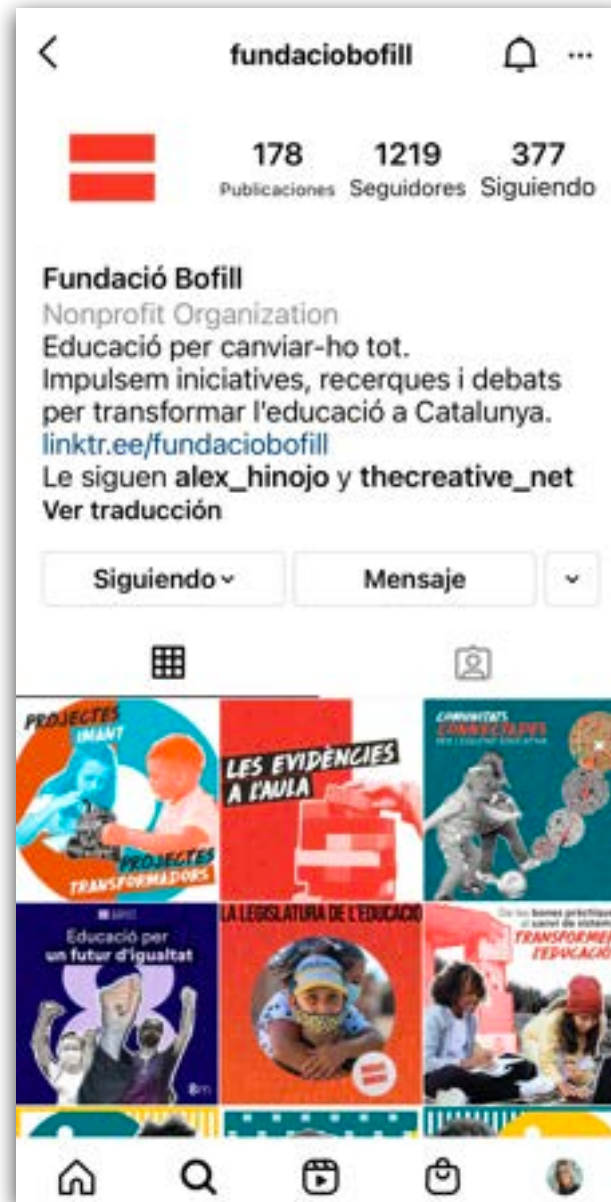 fundaciobofill
178 1219 377
Publicaciones Seguidores Siguiendo
Fundació Bofill
Nonprofit Organization
Educació per canviar-ho tot.
Impulsem iniciatives, recerques i debats
per transformar l'educació a Catalunya.
linktr.ee/fundaciobofill
Le siguen alex_hinojo y thecreative_net
Ver traducción
Siguiendo
Mensaje
PROJECTES
IMANT
PROJECTES
TRANSFORMADORS
LES EVIDÈNCIES
A L'AULA
COMUNITATS
CONNECTADES
PER L'EQUITAT EDUCATIVA
Educació per
un futur d'igualtat
8m
LA LEGISLATURA DE L'EDUCACIÓ
De les bones pràctiques
al canvi de sistema
TRANSFORMEM
L'EDUCACIÓ